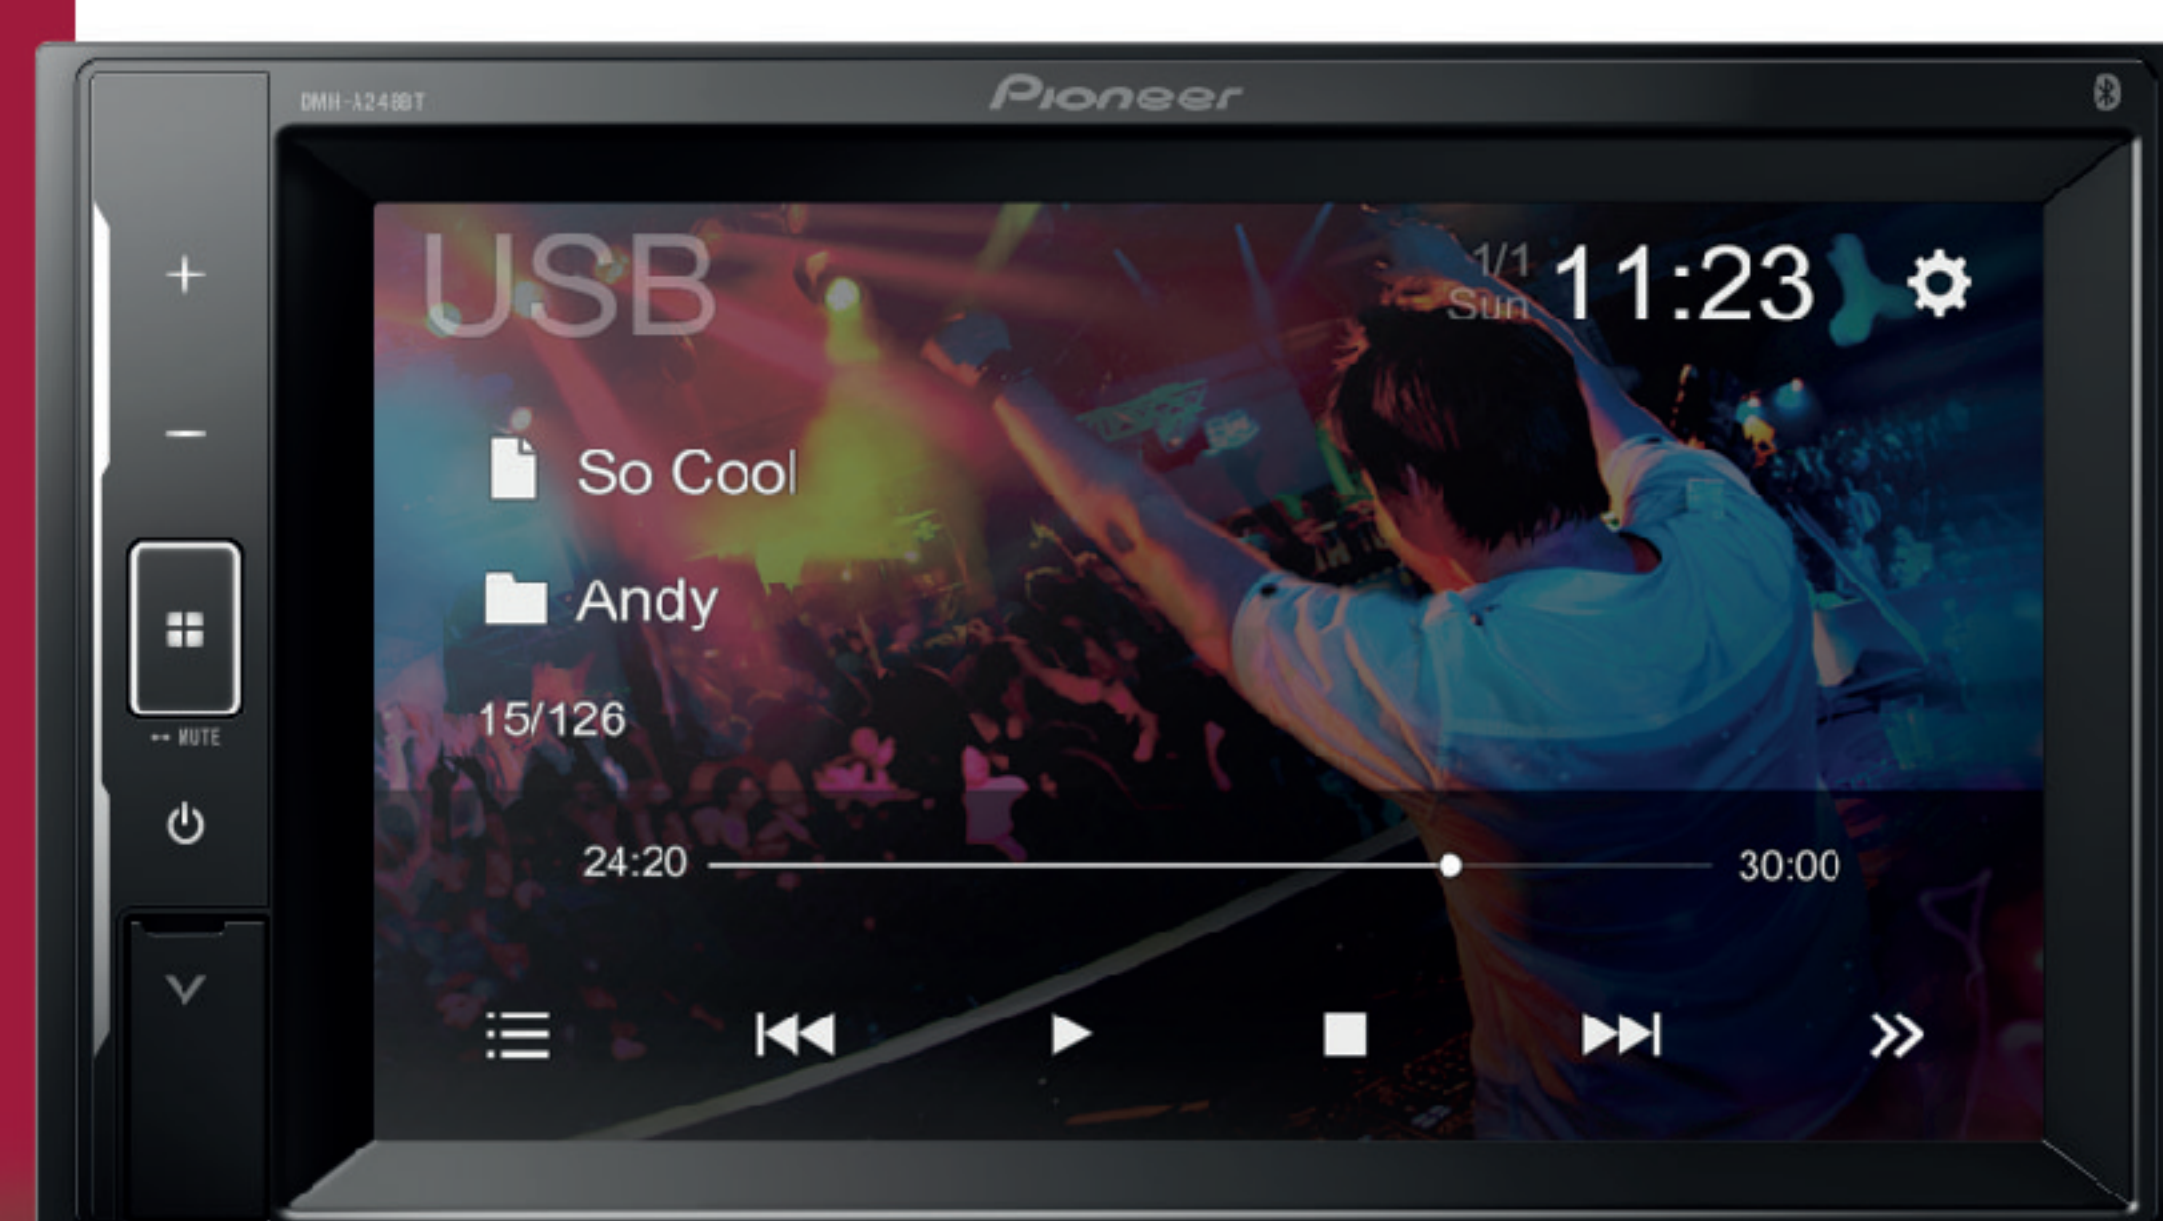 DMH-A248BT
Pioneer
USB
1/1
Sun
11:23
So Cool
Andy
15/126
MUTE
24:20
30:00